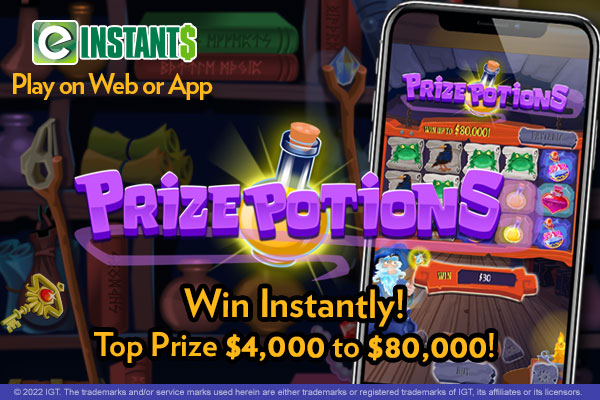 eINSTANT$
Play on Web or App
PRIZE POTIONS
WIN UP TO $80,000!
PRIZE POTIONS
WIN $30
Win Instantly!
Top Prize $4,000 to $80,000!
© 2022 IGT. The trademarks and/or service marks used herein are either trademarks or registered trademarks of IGT, its affiliates or its licensors.